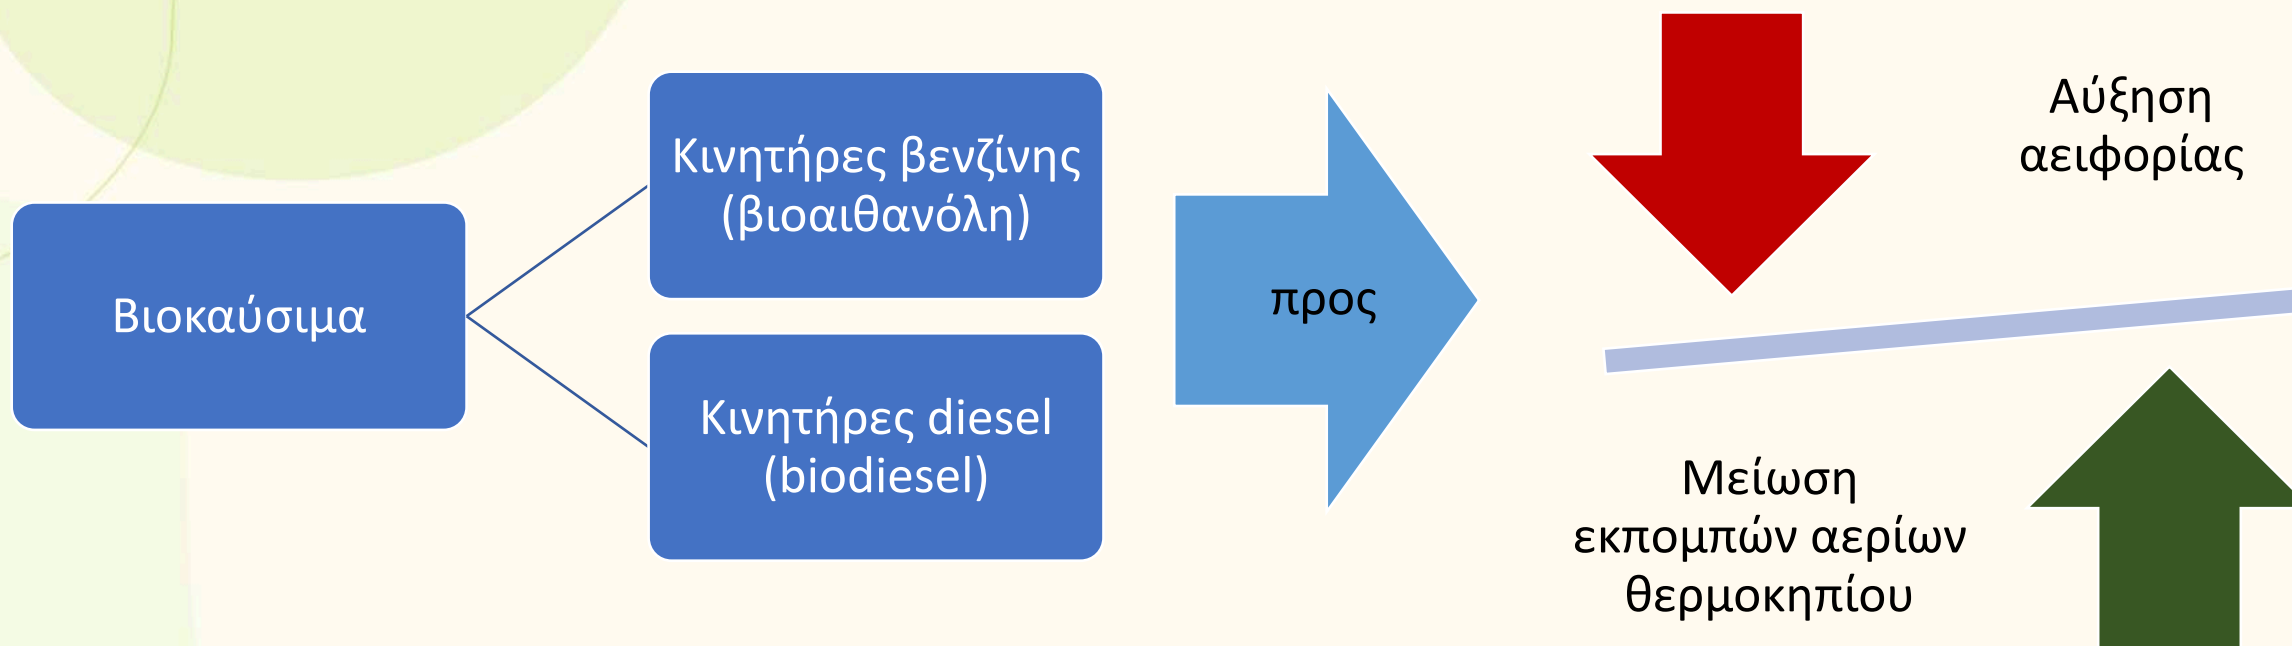 Βιοκαύσιμα
Κινητήρες βενζίνης
(βιοαιθανόλη)
Κινητήρες diesel
(biodiesel)
προς
Αύξηση
αειφορίας
Μείωση
εκπομπών αερίων
θερμοκηπίου